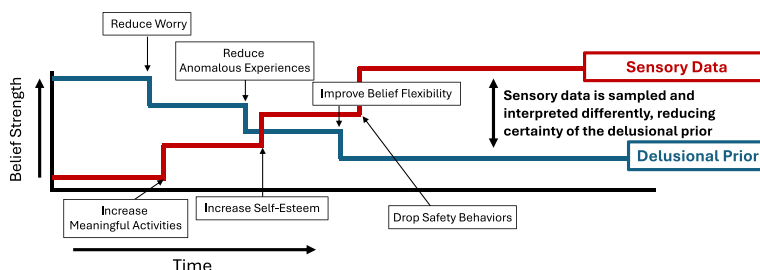 Reduce Worry
Reduce
Anomalous Experiences
Sensory Data
Improve Belief Flexibility
Sensory data is sampled and
interpreted differently, reducing
certainty of the delusional prior
Belief Strength
Delusional Prior
Increase
Meaningful Activities
Increase Self-Esteem
Drop Safety Behaviors
Time